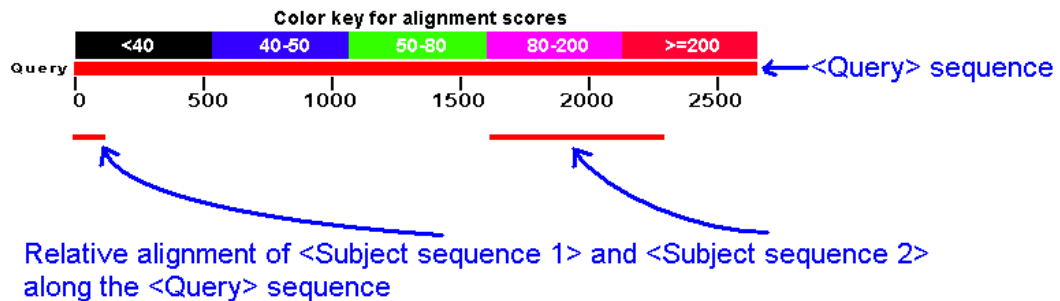 Color key for alignment scores
<40 40-50 50-80 80-200 >=200
Query
<Query> sequence
0 500 1000 1500 2000 2500
Relative alignment of <Subject sequence 1> and <Subject sequence 2>
along the <Query> sequence